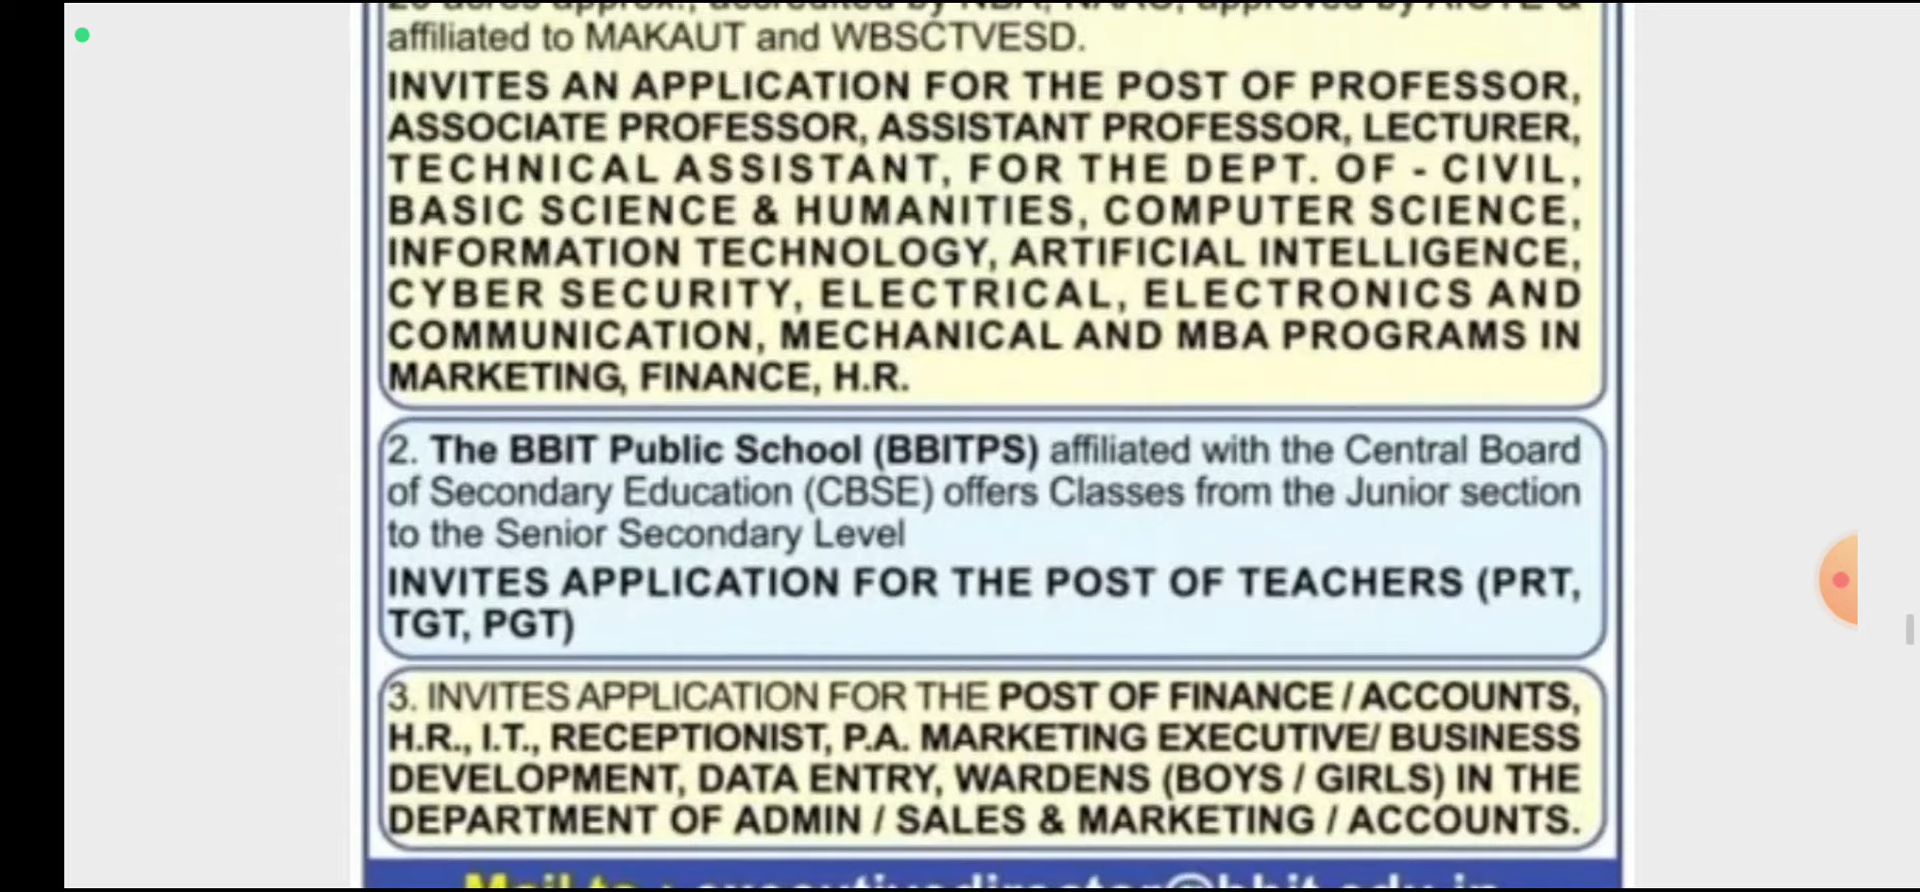 affiliated to MAKAUT and WBSCTVESD.
INVITES AN APPLICATION FOR THE POST OF PROFESSOR,
ASSOCIATE PROFESSOR, ASSISTANT PROFESSOR, LECTURER,
TECHNICAL ASSISTANT, FOR THE DEPT. OF - CIVIL,
BASIC SCIENCE & HUMANITIES, COMPUTER SCIENCE,
INFORMATION TECHNOLOGY, ARTIFICIAL INTELLIGENCE,
CYBER SECURITY, ELECTRICAL, ELECTRONICS AND
COMMUNICATION, MECHANICAL AND MBA PROGRAMS IN
MARKETING, FINANCE, H.R.
2. The BBIT Public School (BBITPS) affiliated with the Central Board
of Secondary Education (CBSE) offers Classes from the Junior section
to the Senior Secondary Level
INVITES APPLICATION FOR THE POST OF TEACHERS (PRT,
TGT, PGT)
3. INVITES APPLICATION FOR THE POST OF FINANCE / ACCOUNTS,
H.R., I.T., RECEPTIONIST, P.A. MARKETING EXECUTIVE/ BUSINESS
DEVELOPMENT, DATA ENTRY, WARDENS (BOYS / GIRLS) IN THE
DEPARTMENT OF ADMIN / SALES & MARKETING / ACCOUNTS.